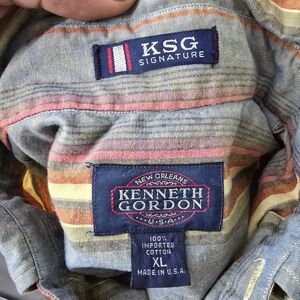 KSG
SIGNATURE
NEW ORLEANS
KENNETH
GORDON
U.S.A.
100%
IMPORTED
COTTON
XL
MADE IN U.S.A.